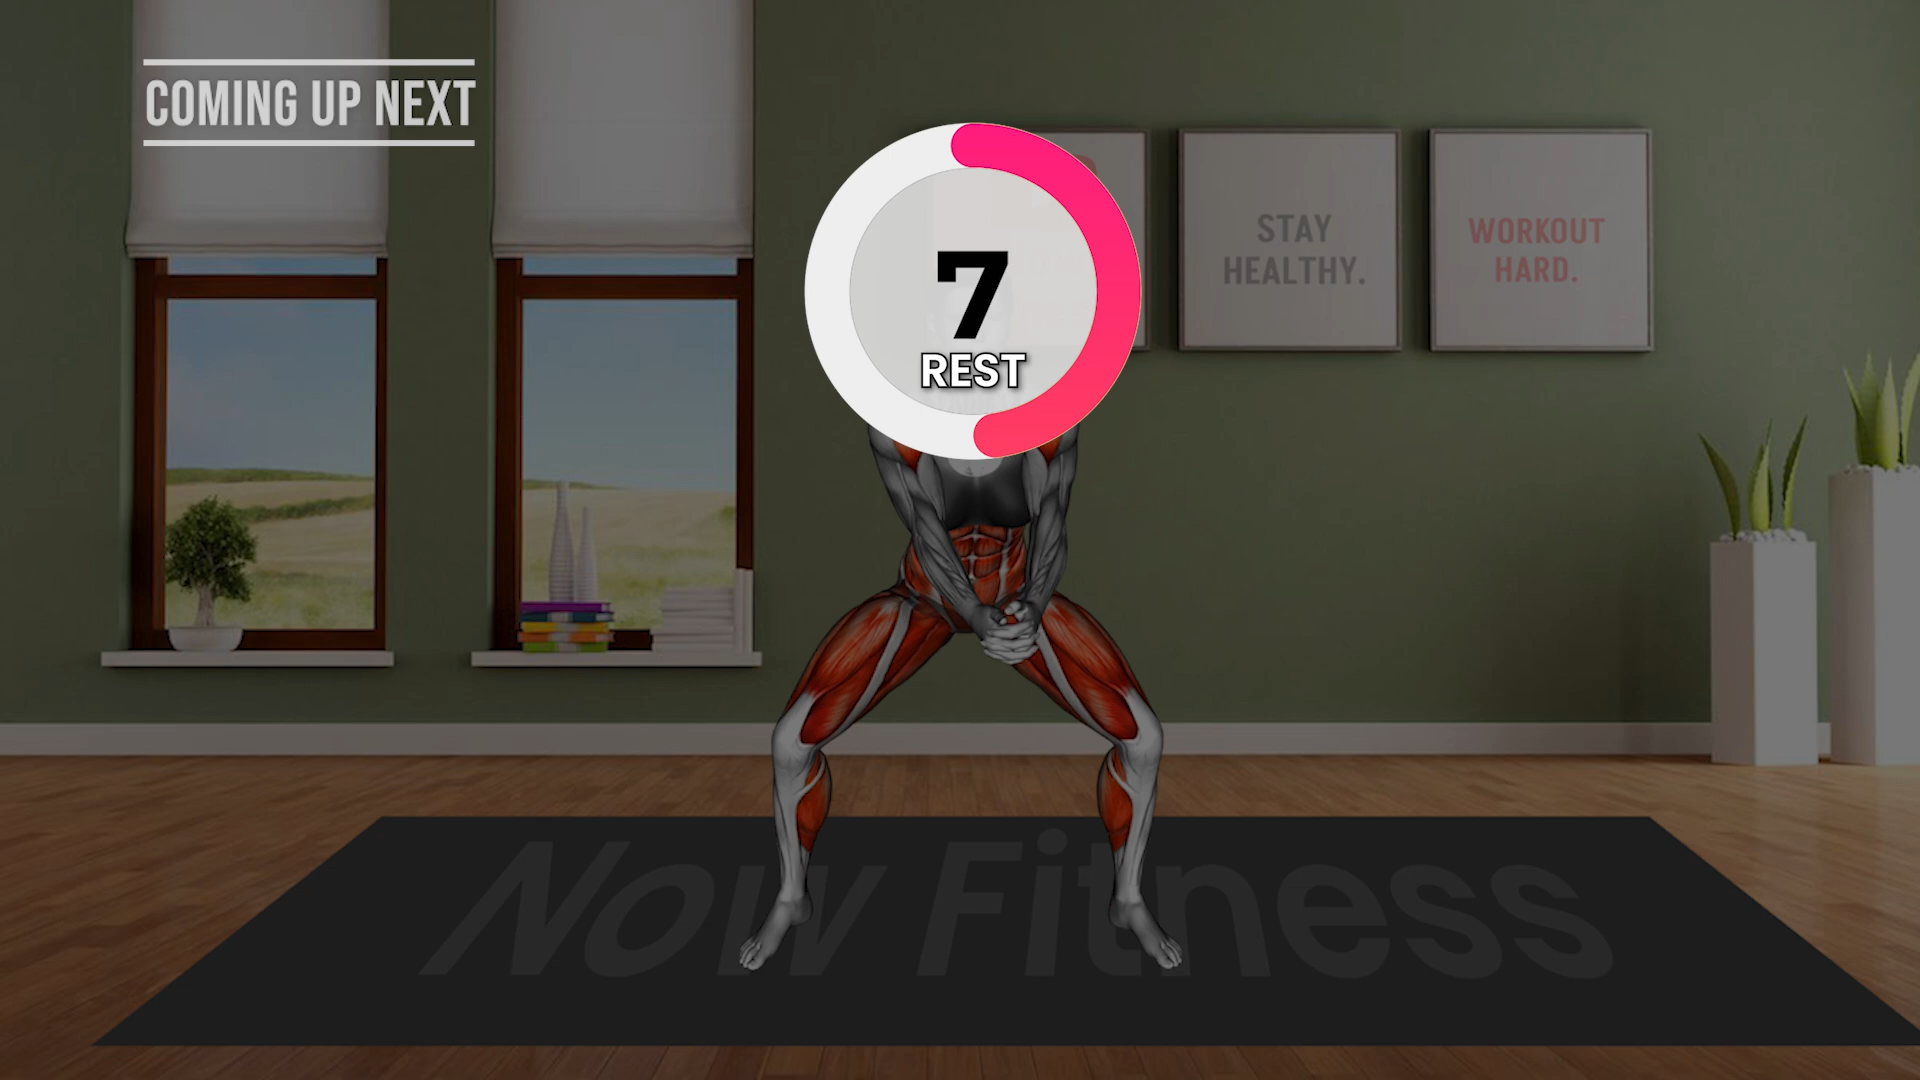 COMING UP NEXT
7
REST
STAY
HEALTHY.
WORKOUT
HARD.
Now Fitness